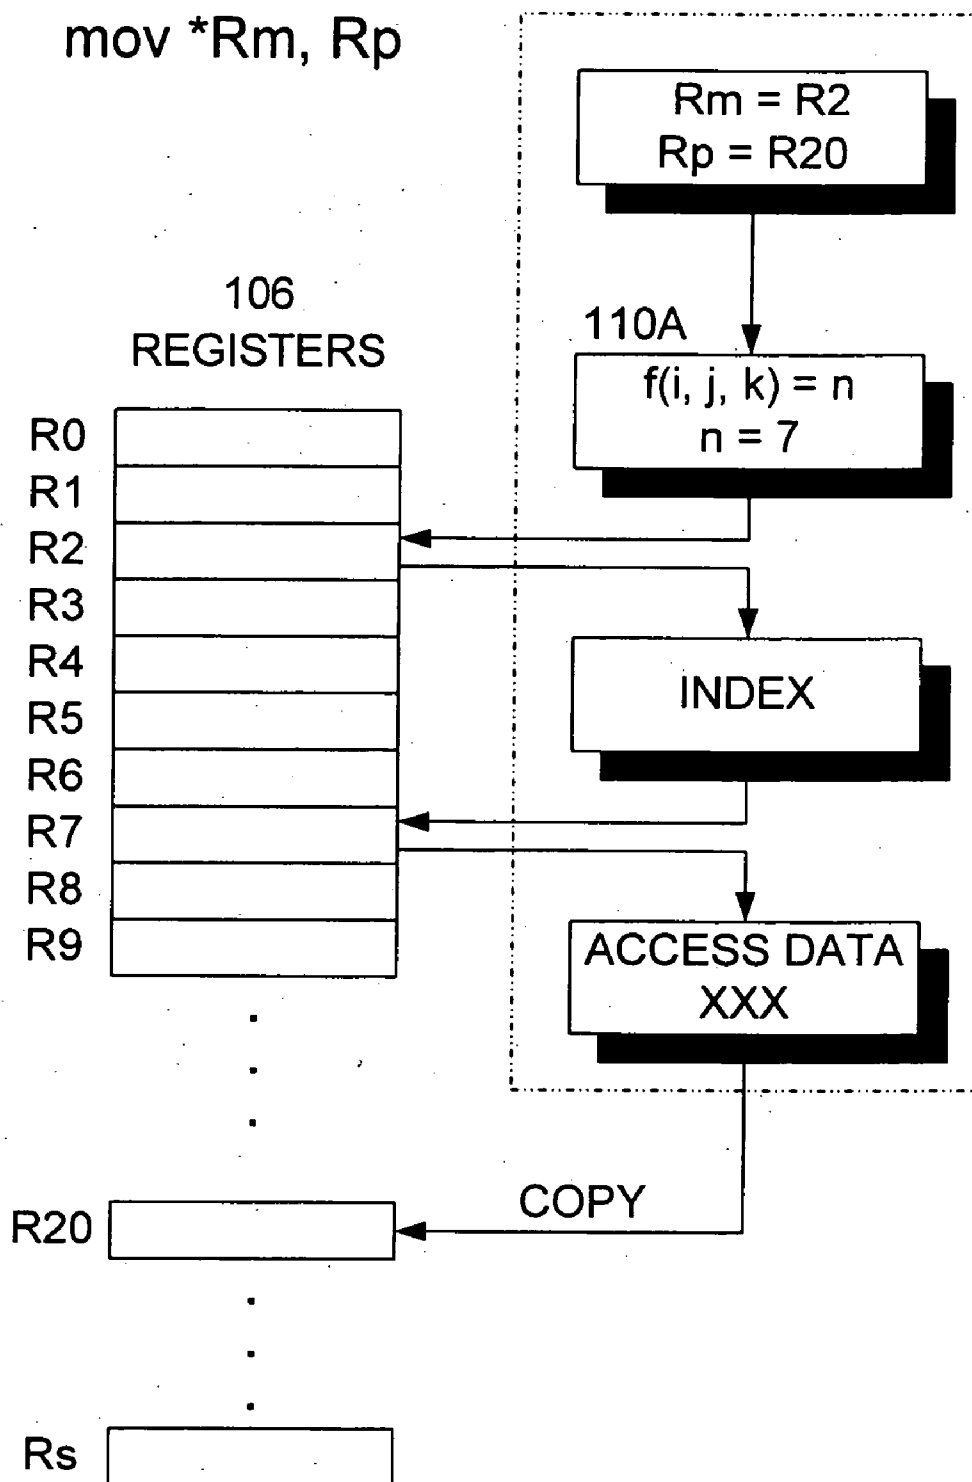 mov *Rm, Rp
Rm = R2
Rp = R20
106
REGISTERS
110A
f(i, j, k) = n
n = 7
R0
R1
R2
R3
R4
R5
R6
R7
R8
R9
INDEX
ACCESS DATA
XXX
COPY
R20
Rs